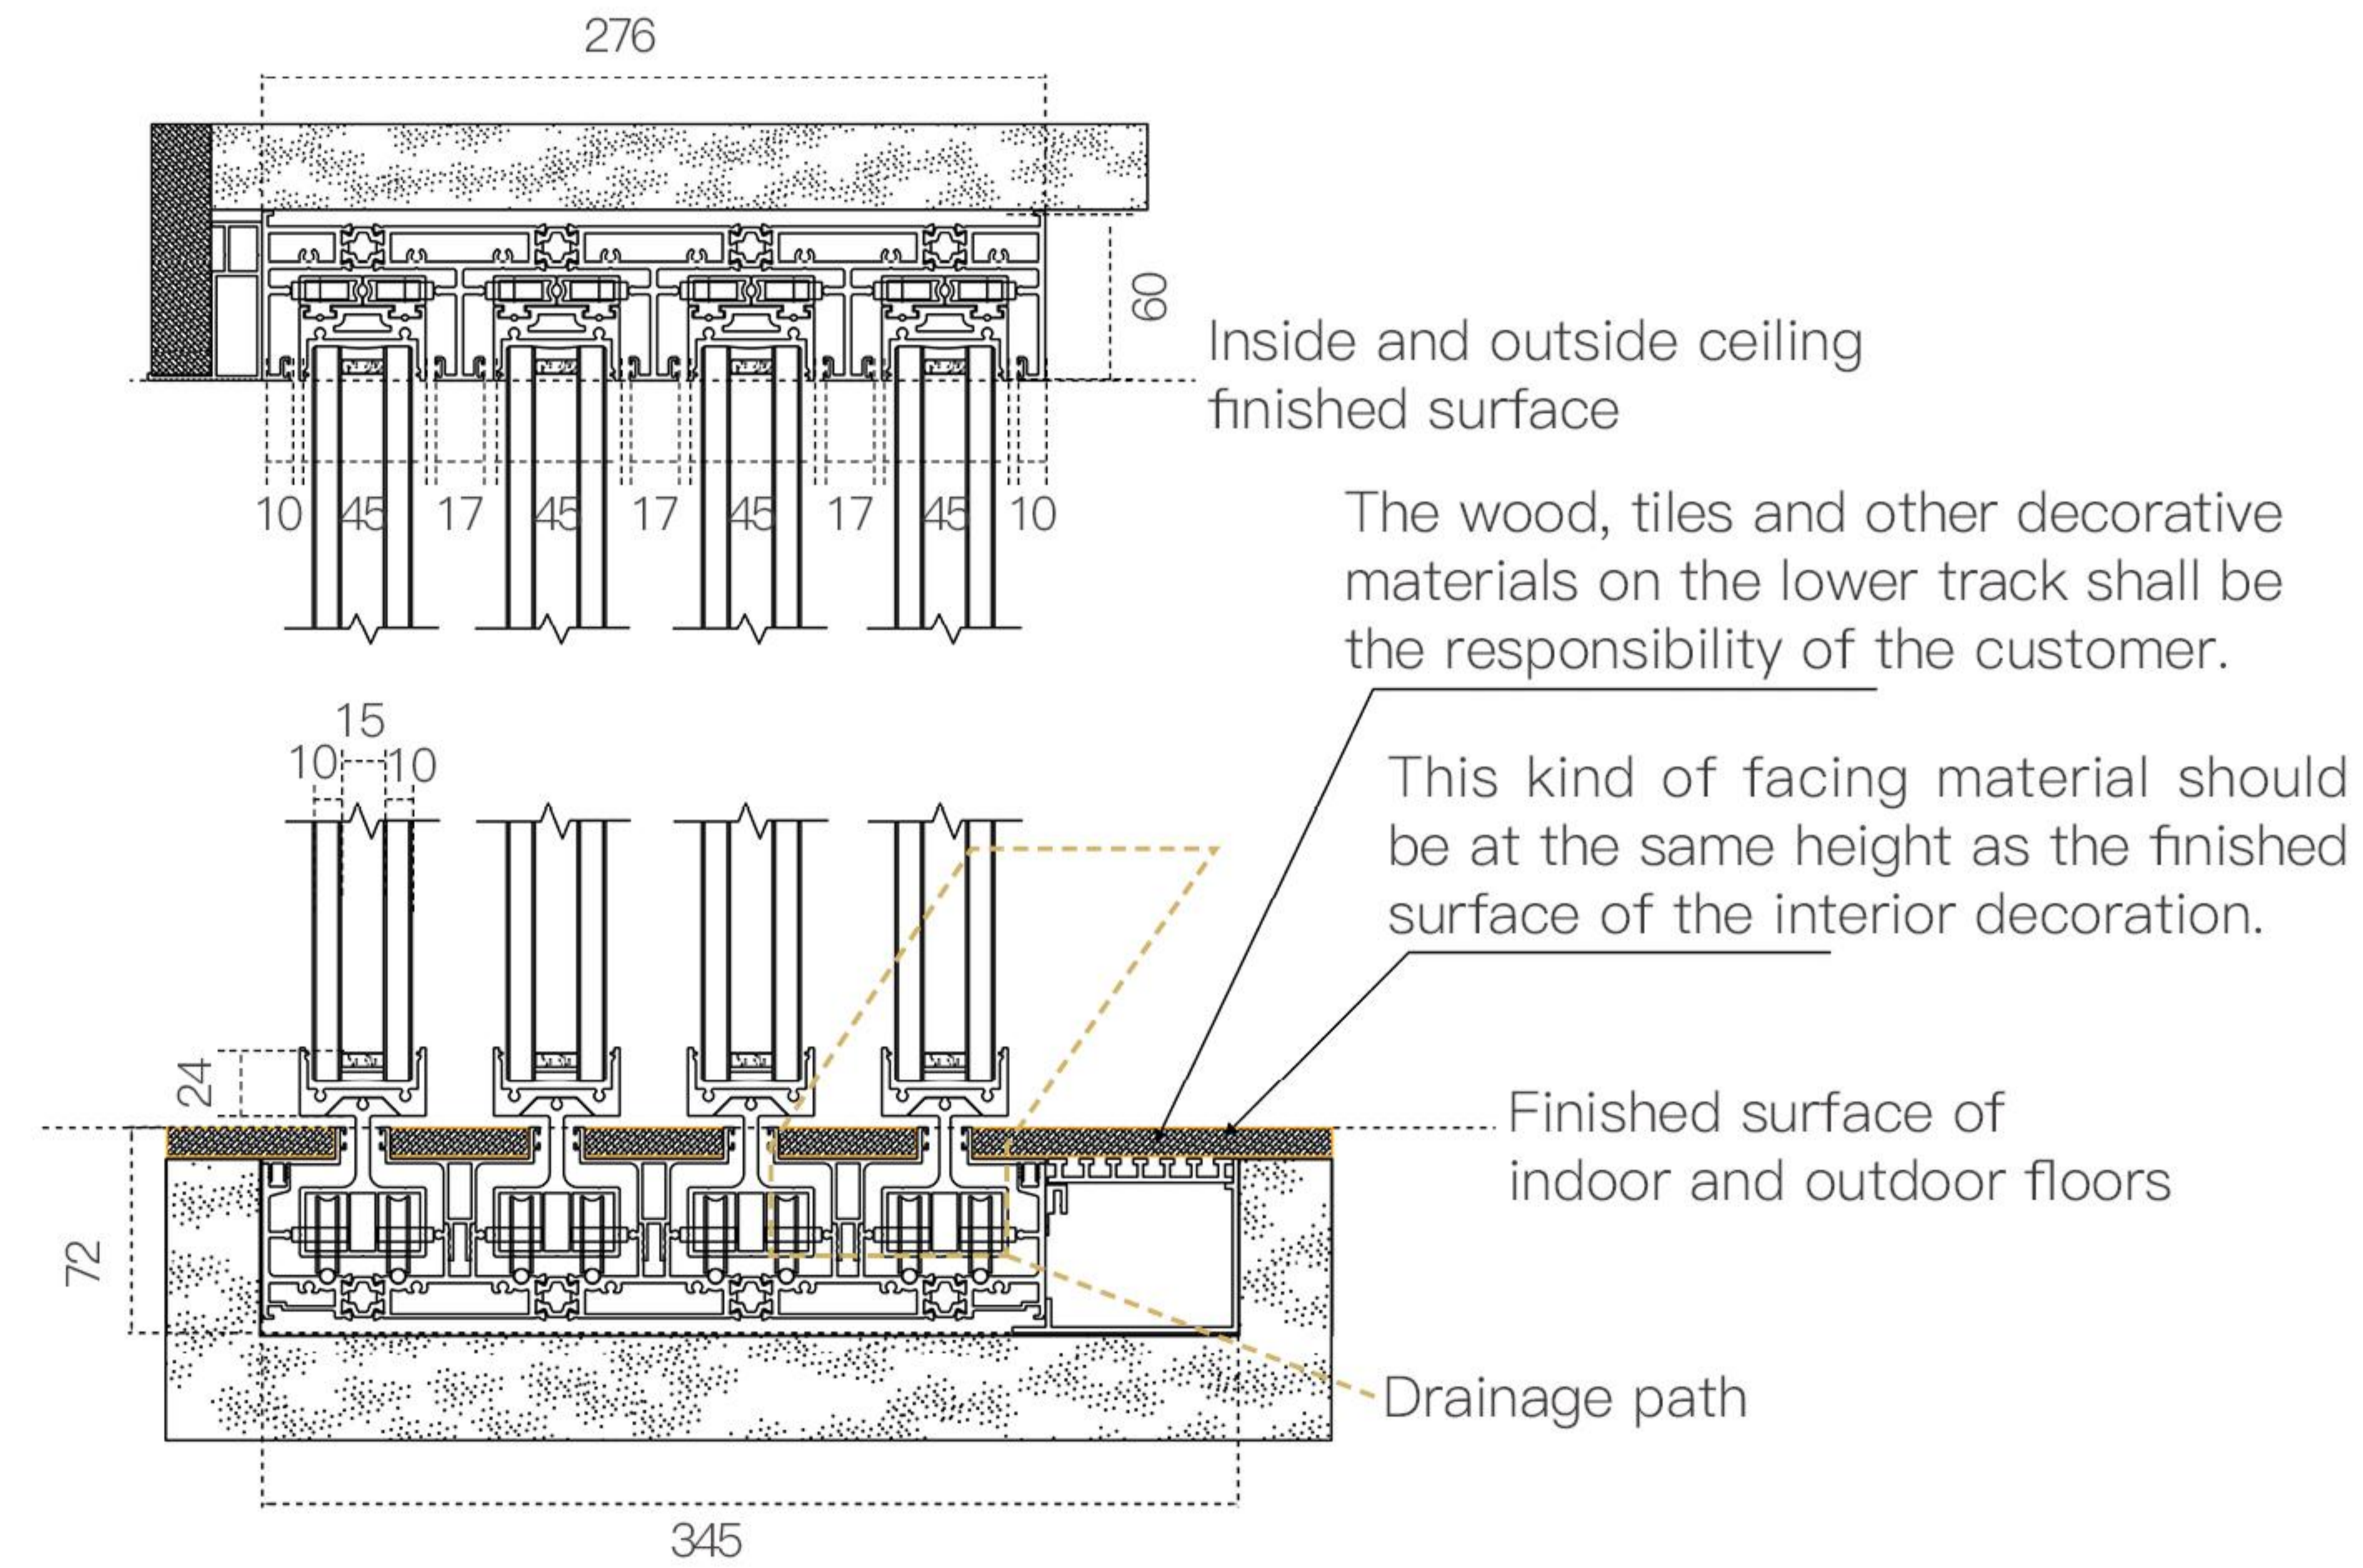 276
60
Inside and outside ceiling
finished surface
10 45 17 45 17 45 17 45 10
The wood, tiles and other decorative
materials on the lower track shall be
the responsibility of the customer.
15
10 10
This kind of facing material should
be at the same height as the finished
surface of the interior decoration.
24
Finished surface of
indoor and outdoor floors
72
Drainage path
345